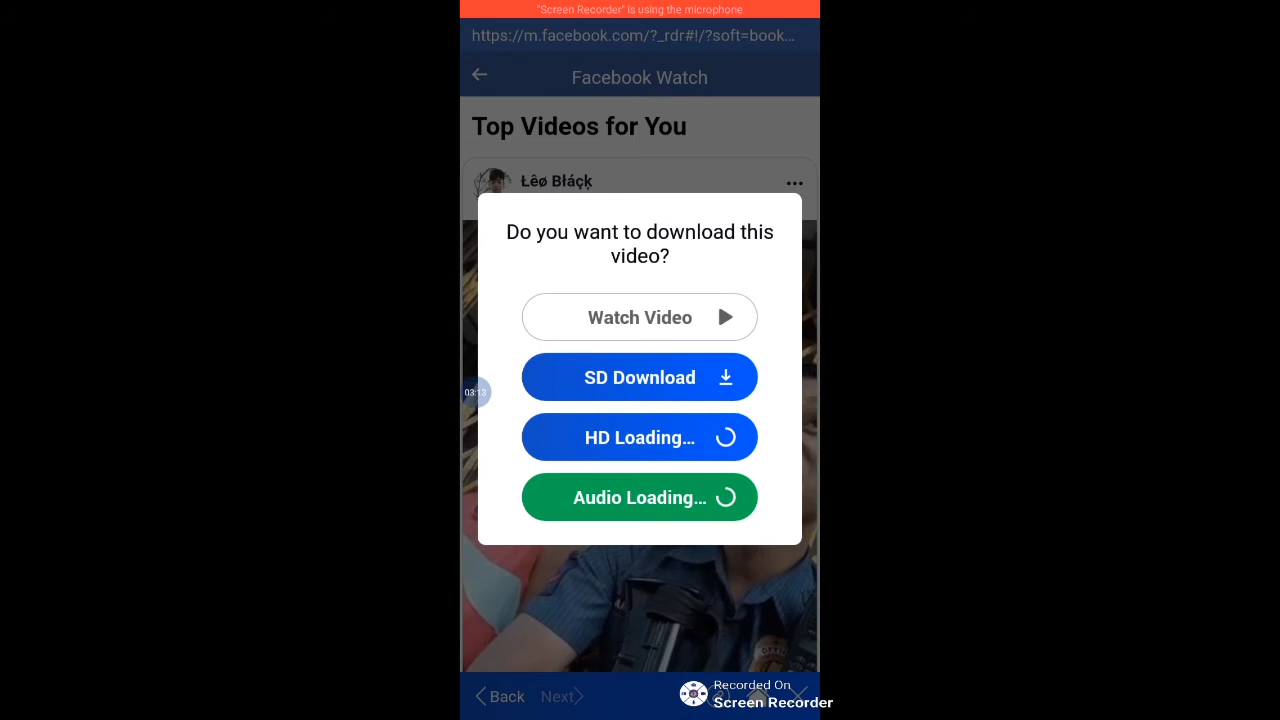 "Screen Recorder" is using the microphone
https://m.facebook.com/?_rdr#!/?soft=book...
Facebook Watch
Top Videos for You
Łêø Błáçķ
Do you want to download this
video?
Watch Video
SD Download
03:13
HD Loading...
Audio Loading...
Back
Next
Recorded On
Screen Recorder